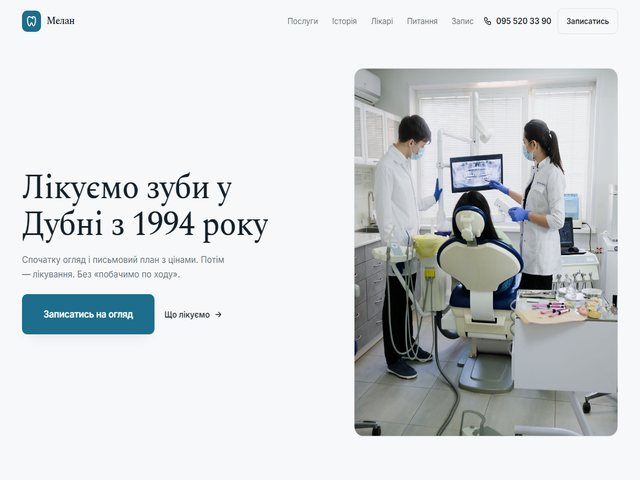 Мелан
Послуги Історія Лікарі Питання Запис 095 520 33 90 Записатись
Лікуємо зуби у
Дубні з 1994 року
Спочатку огляд і письмовий план з цінами. Потім
— лікування. Без «побачимо по ходу».
Записатись на огляд Що лікуємо →